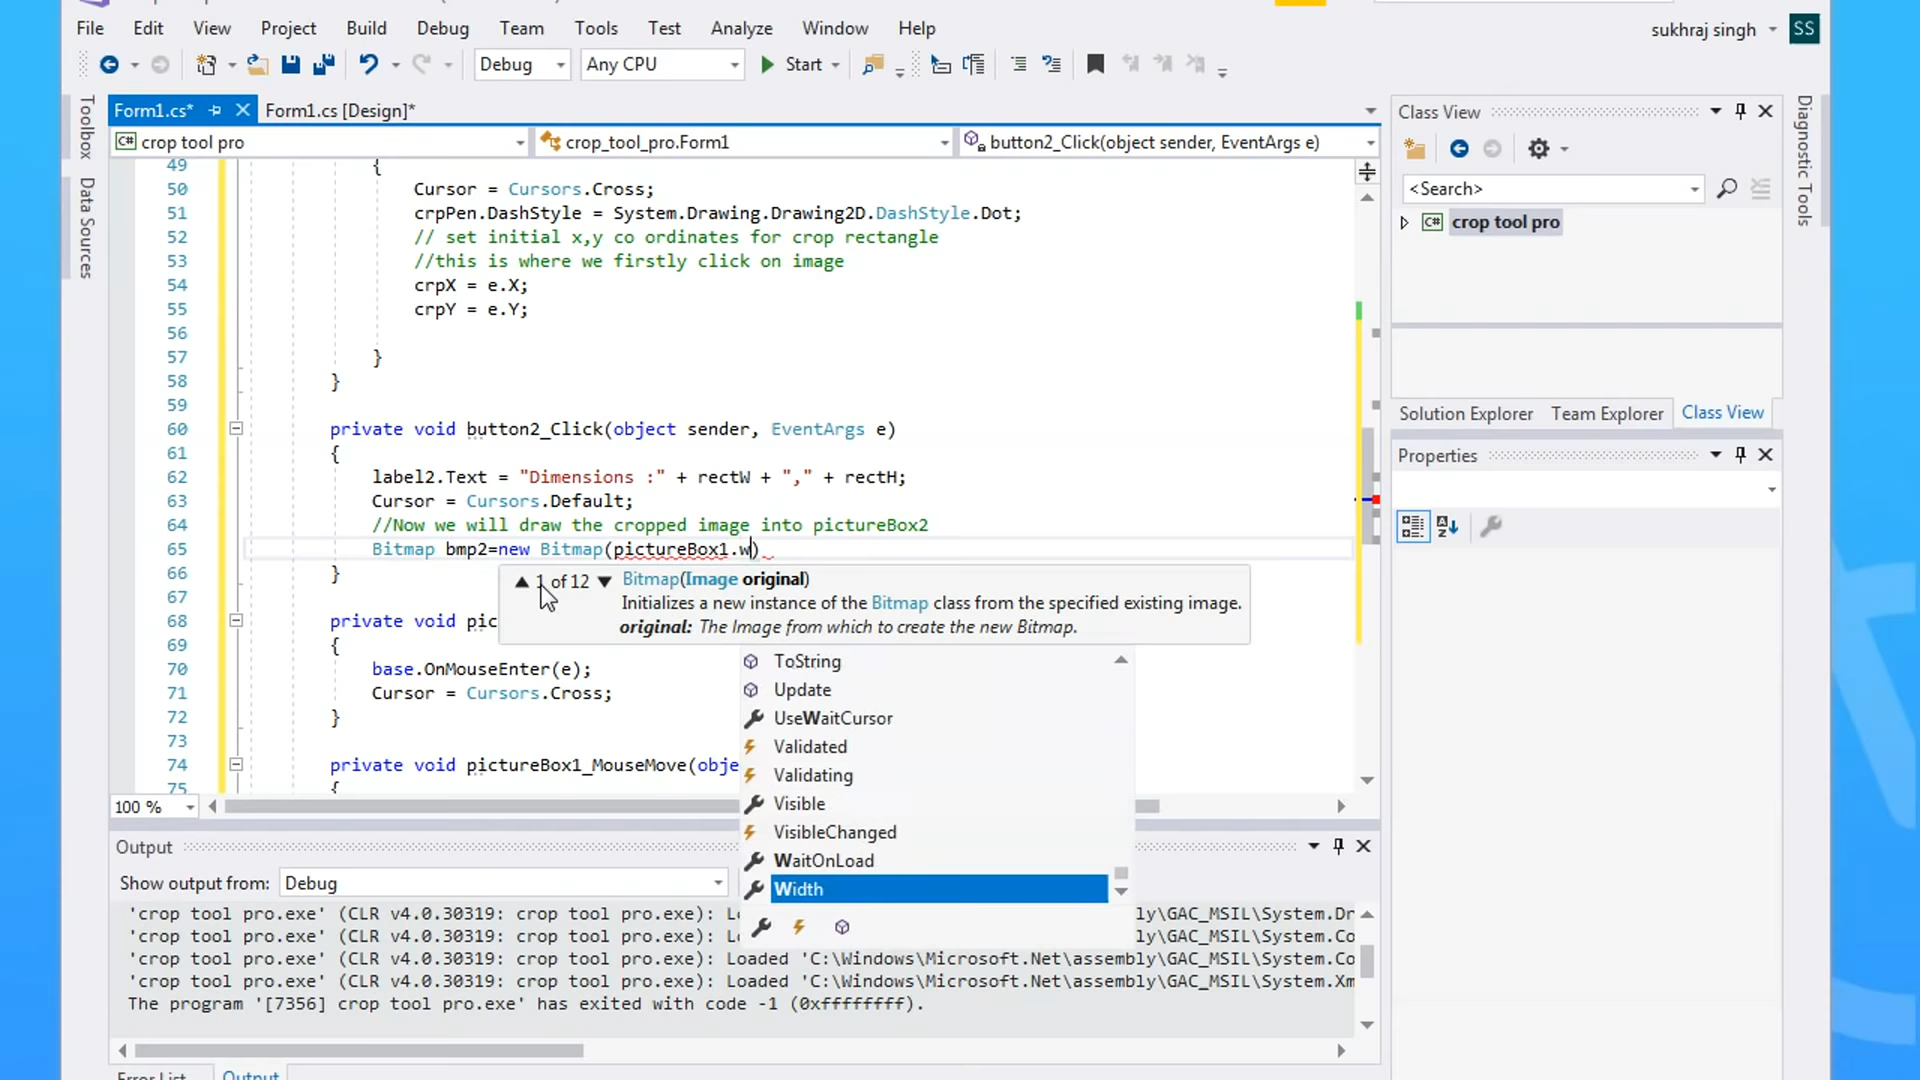 File Edit View Project Build Debug Team Tools Test Analyze Window Help
sukhraj singh SS
Debug Any CPU Start
Toolbox
Data Sources
Form1.cs* Form1.cs [Design]*
C# crop tool pro crop_tool_pro.Form1 button2_Click(object sender, EventArgs e)
49 {
50 Cursor = Cursors.Cross;
51 crpPen.DashStyle = System.Drawing.Drawing2D.DashStyle.Dot;
52 // set initial x,y co ordinates for crop rectangle
53 //this is where we firstly click on image
54 crpX = e.X;
55 crpY = e.Y;
56
57 }
58 }
59
60 private void button2_Click(object sender, EventArgs e)
61 {
62 label2.Text = "Dimensions :" + rectW + "," + rectH;
63 Cursor = Cursors.Default;
64 //Now we will draw the cropped image into pictureBox2
65 Bitmap bmp2=new Bitmap(pictureBox1.w)
66 }
67
68 private void pic
69 {
70 base.OnMouseEnter(e);
71 Cursor = Cursors.Cross;
72 }
73
74 private void pictureBox1_MouseMove(obje
75 {
1 of 12 Bitmap(Image original)
Initializes a new instance of the Bitmap class from the specified existing image.
original: The Image from which to create the new Bitmap.
ToString
Update
UseWaitCursor
Validated
Validating
Visible
VisibleChanged
WaitOnLoad
Width
100 %
Output
Show output from: Debug
'crop tool pro.exe' (CLR v4.0.30319: crop tool pro.exe): Lo ly\GAC_MSIL\System.Dr
'crop tool pro.exe' (CLR v4.0.30319: crop tool pro.exe): Lo ly\GAC_MSIL\System.Co
'crop tool pro.exe' (CLR v4.0.30319: crop tool pro.exe): Loaded 'C:\Windows\Microsoft.Net\assembly\GAC_MSIL\System.Co
'crop tool pro.exe' (CLR v4.0.30319: crop tool pro.exe): Loaded 'C:\Windows\Microsoft.Net\assembly\GAC_MSIL\System.Xm
The program '[7356] crop tool pro.exe' has exited with code -1 (0xffffffff).
Error List Output
Class View
<Search>
C# crop tool pro
Solution Explorer Team Explorer Class View
Properties
Diagnostic Tools